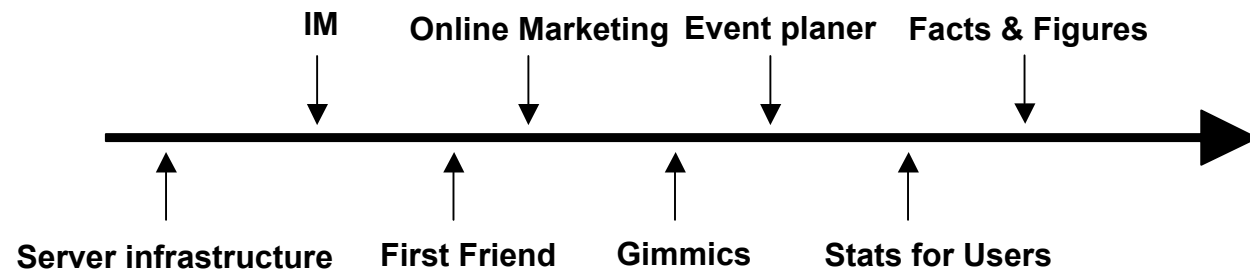 IM
Online Marketing
Event planer
Facts & Figures
Server infrastructure
First Friend
Gimmics
Stats for Users